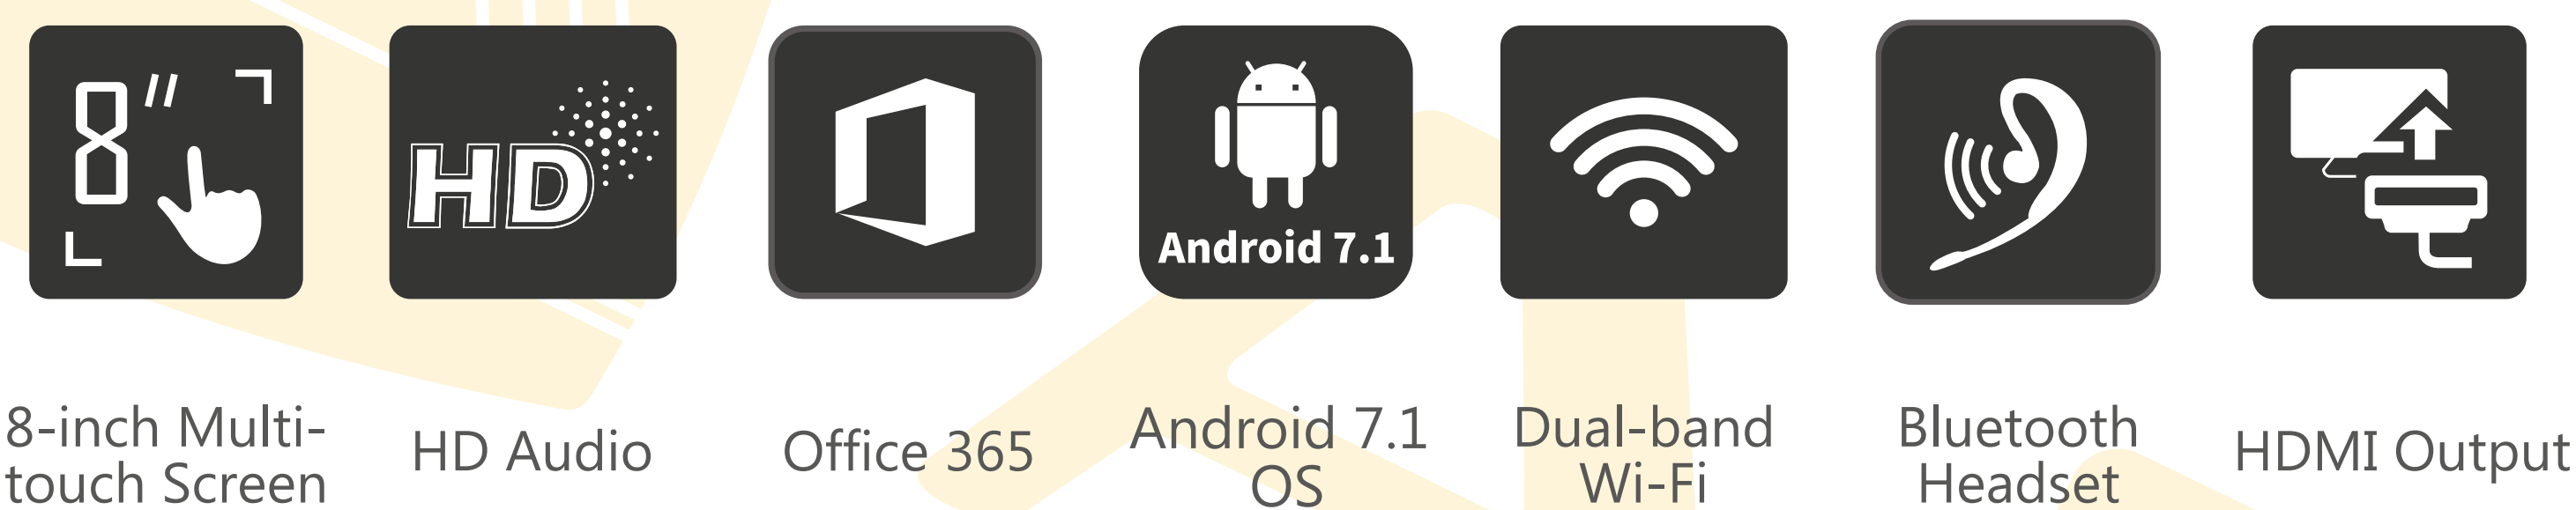 8"
HD
Android 7.1
8-inch Multi-
touch Screen
HD Audio
Office 365
Android 7.1
OS
Dual-band
Wi-Fi
Bluetooth
Headset
HDMI Output